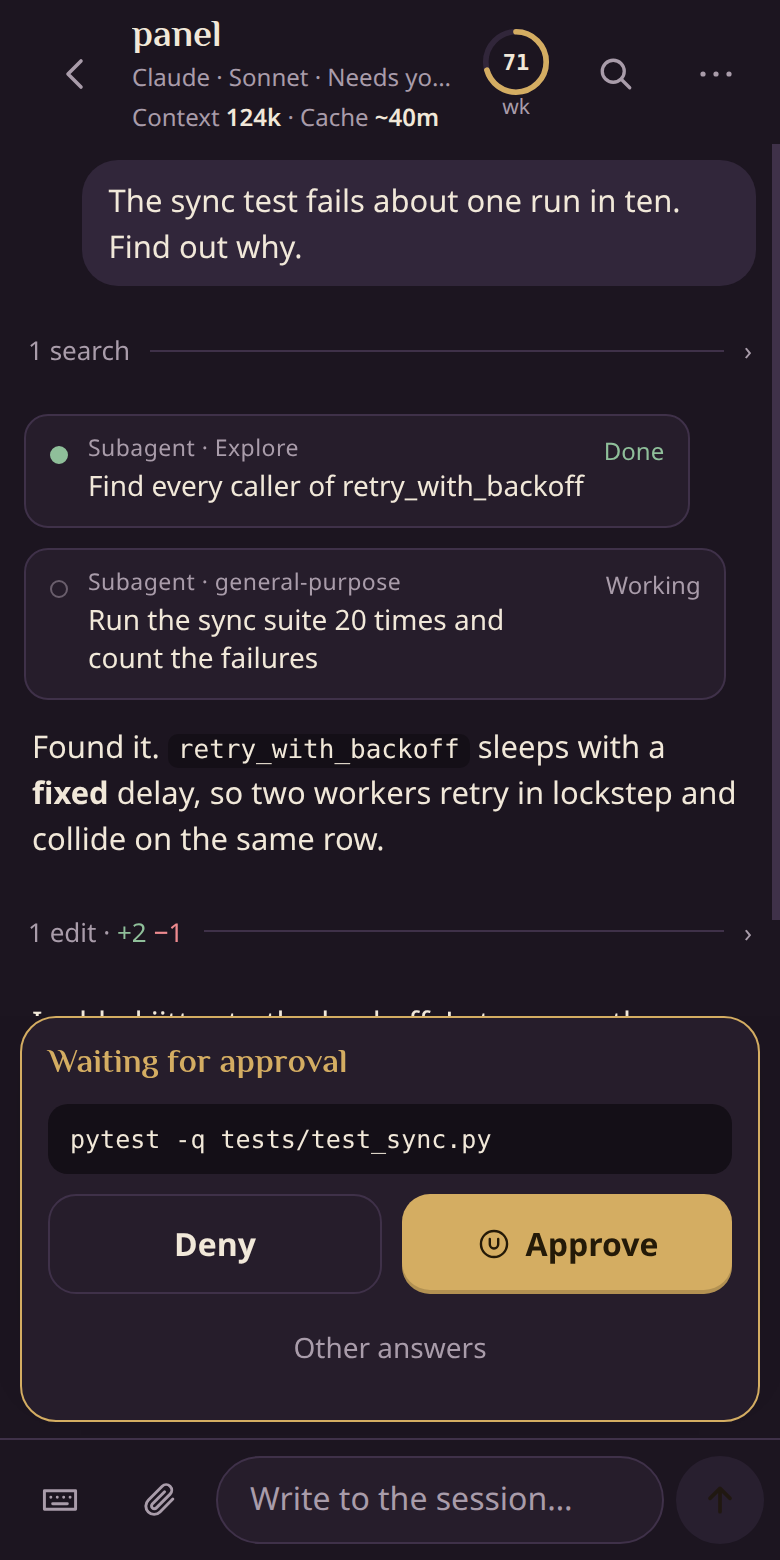 panel
Claude · Sonnet · Needs yo...
Context 124k · Cache ~40m
71
wk
The sync test fails about one run in ten.
Find out why.
1 search
Subagent · Explore
Done
Find every caller of retry_with_backoff
Subagent · general-purpose
Working
Run the sync suite 20 times and
count the failures
Found it. retry_with_backoff sleeps with a
fixed delay, so two workers retry in lockstep and
collide on the same row.
1 edit · +2 −1
Waiting for approval
pytest -q tests/test_sync.py
Deny
Approve
Other answers
Write to the session...